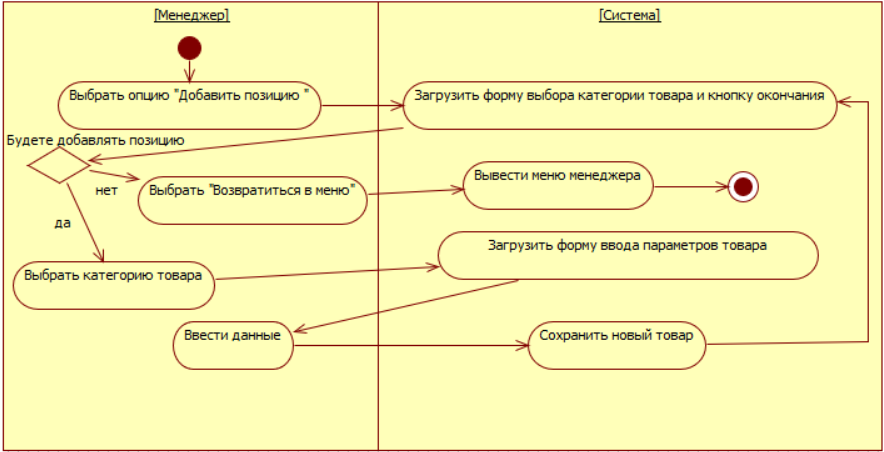 [Менеджер]
[Система]
Выбрать опцию "Добавить позицию "
Загрузить форму выбора категории товара и кнопку окончания
Будете добавлять позицию
нет
Выбрать "Возвратиться в меню"
Вывести меню менеджера
да
Загрузить форму ввода параметров товара
Выбрать категорию товара
Ввести данные
Сохранить новый товар